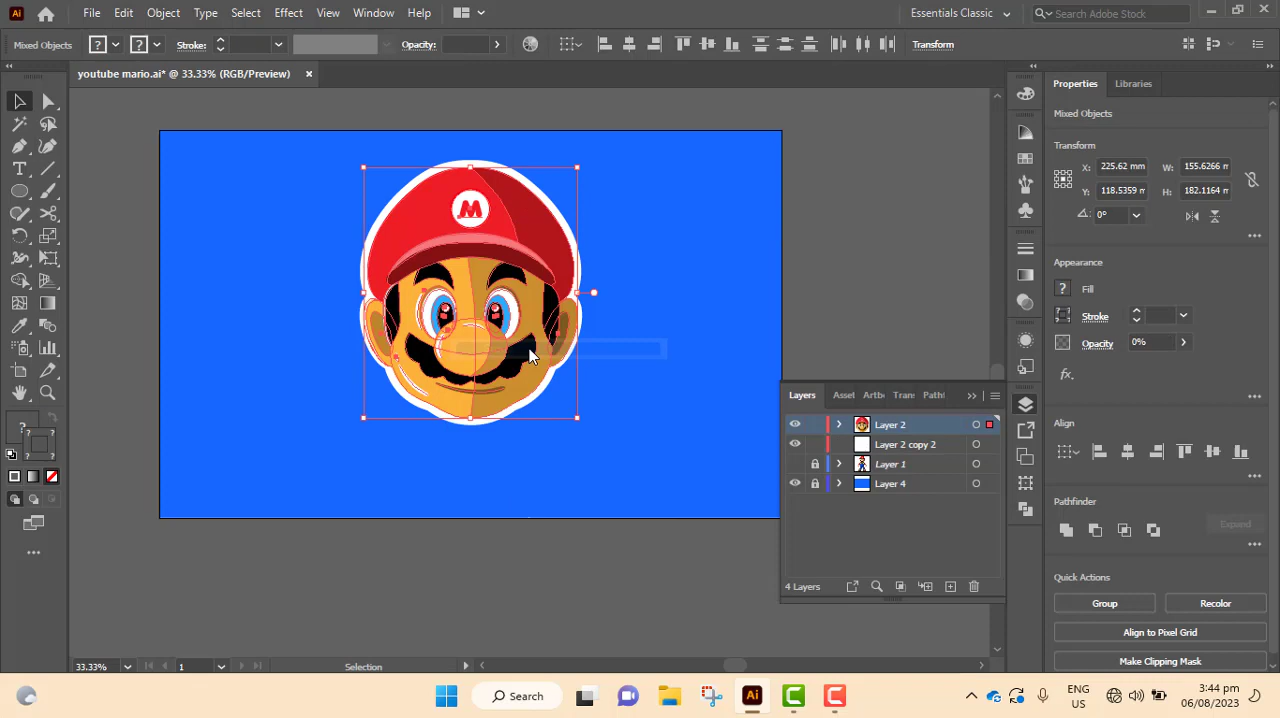 Ai File Edit Object Type Select Effect View Window Help Essentials Classic Search Adobe Stock
Mixed Objects ? ? Stroke: Opacity: Transform
youtube mario.ai* @ 33.33% (RGB/Preview) ×
Properties Libraries
Mixed Objects
Transform
X: 225.62 mm W: 155.6266 m
Y: 118.5359 m H: 182.1164 m
0°
Appearance
? Fill
Stroke
Opacity 0%
fx.
Align
Pathfinder
Expand
Quick Actions
Group Recolor
Align to Pixel Grid
Make Clipping Mask
M
Layers Asset Artb Tran Pathf
Layer 2
Layer 2 copy 2
Layer 1
Layer 4
4 Layers
? ? ?
33.33% 1 Selection
Search Ai ENG US 3:44 pm 06/08/2023